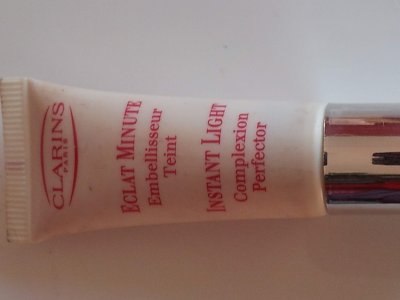 CLARINS
PARIS
ECLAT MINUTE
Embellisseur
Teint
INSTANT LIGHT
Complexion
Perfector